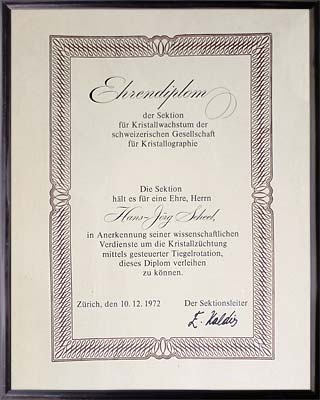 Ehrendiplom
der Sektion
für Kristallwachstum der
schweizerischen Gesellschaft
für Kristallographie
Die Sektion
hält es für eine Ehre, Herrn
Hans-Jörg Scheel,
in Anerkennung seiner wissenschaftlichen
Verdienste um die Kristallzüchtung
mittels gesteuerter Tiegelrotation,
dieses Diplom verleihen
zu können.
Zürich, den 10. 12. 1972 Der Sektionsleiter
E. Kaldis